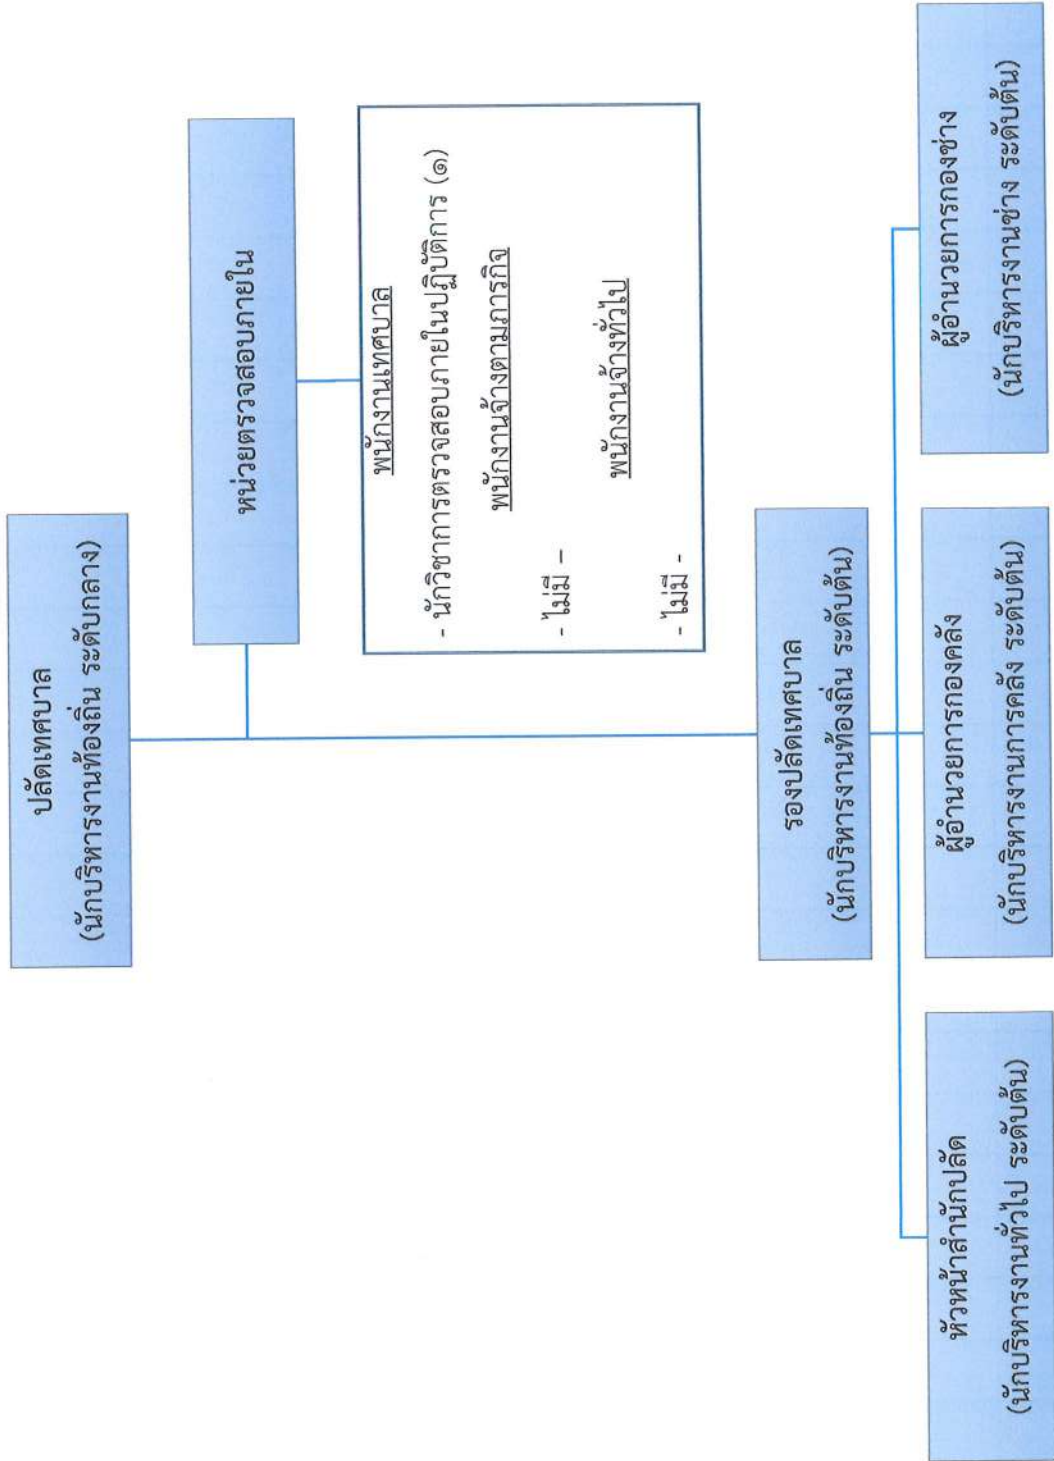 ปลัดเทศบาล
(นักบริหารงานท้องถิ่น ระดับกลาง)
หน่วยตรวจสอบภายใน
พนักงานเทศบาล
- นักวิชาการตรวจสอบภายในปฏิบัติการ (๑)
พนักงานจ้างตามภารกิจ
- ไม่มี –
พนักงานจ้างทั่วไป
- ไม่มี -
รองปลัดเทศบาล
(นักบริหารงานท้องถิ่น ระดับต้น)
หัวหน้าสำนักปลัด
(นักบริหารงานทั่วไป ระดับต้น)
ผู้อำนวยการกองคลัง
(นักบริหารงานการคลัง ระดับต้น)
ผู้อำนวยการกองช่าง
(นักบริหารงานช่าง ระดับต้น)